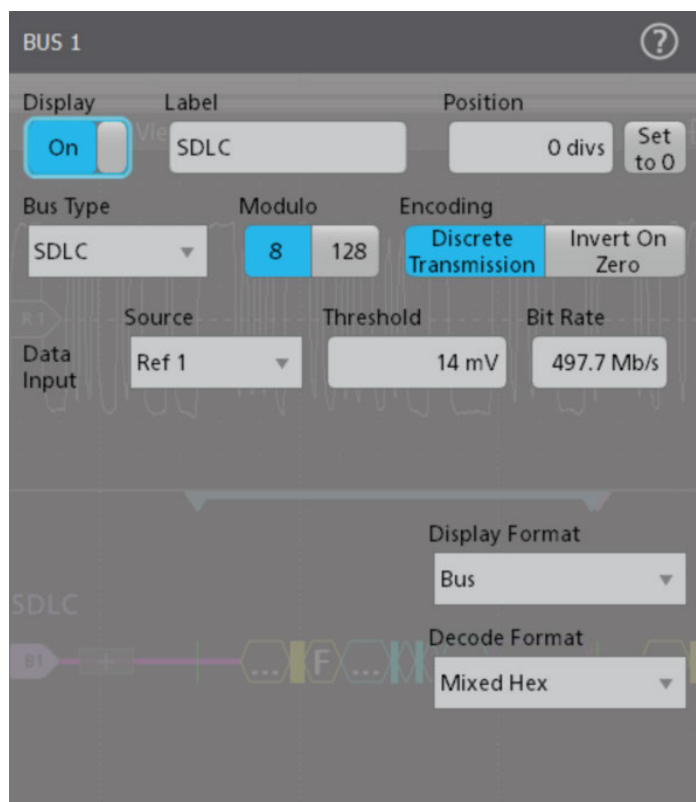 BUS 1 ?
Display Label Position
On SDLC 0 divs Set to 0
Bus Type Modulo Encoding
SDLC 8 128 Discrete Transmission Invert On Zero
R1
Source Threshold Bit Rate
Data Input Ref 1 14 mV 497.7 Mb/s
Display Format
Bus
SDLC
Decode Format
B1 + ... F ...
Mixed Hex